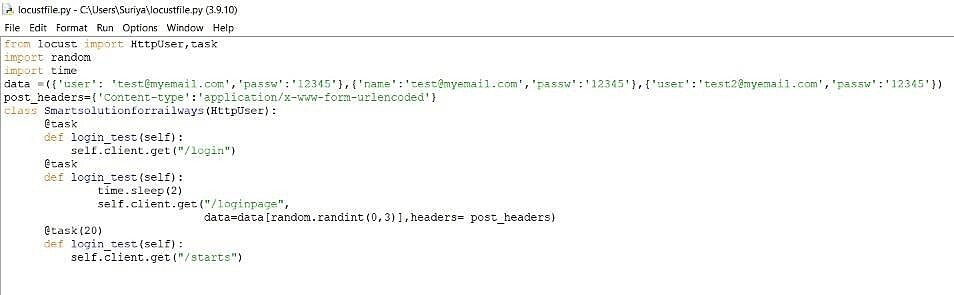 locustfile.py - C:\Users\Suriya\locustfile.py (3.9.10)
File Edit Format Run Options Window Help
from locust import HttpUser,task
import random
import time
data =({'user': 'test@myemail.com','passw':'12345'},{'name':'test@myemail.com','passw':'12345'},{'user':'test2@myemail.com','passw':'12345'})
post_headers={'Content-type':'application/x-www-form-urlencoded'}
class Smartsolutionforrailways(HttpUser):
@task
def login_test(self):
self.client.get("/login")
@task
def login_test(self):
time.sleep(2)
self.client.get("/loginpage",
data=data[random.randint(0,3)],headers= post_headers)
@task(20)
def login_test(self):
self.client.get("/starts")